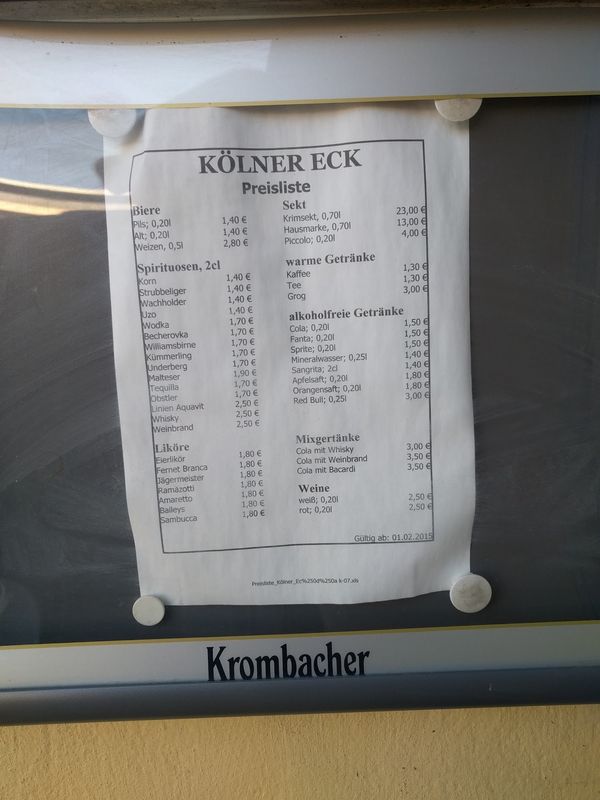 KÖLNER ECK
Preisliste
Biere
Pils; 0,20l 1,40 €
Alt; 0,20l 1,40 €
Weizen, 0,5l 2,80 €
Spirituosen, 2cl
Korn 1,40 €
Strubbeliger 1,40 €
Wachholder 1,40 €
Uzo 1,40 €
Wodka 1,70 €
Becherovka 1,70 €
Williamsbirne 1,70 €
Kümmerling 1,70 €
Underberg 1,70 €
Malteser 1,90 €
Tequilla 1,70 €
Obstler 1,70 €
Linien Aquavit 2,50 €
Whisky 2,50 €
Weinbrand 2,50 €
Liköre
Eierlikör 1,80 €
Fernet Branca 1,80 €
Jägermeister 1,80 €
Ramazotti 1,80 €
Amaretto 1,80 €
Baileys 1,80 €
Sambucca 1,80 €
Sekt
Krimsekt, 0,70l 23,00 €
Hausmarke, 0,70l 13,00 €
Piccolo; 0,20l 4,00 €
warme Getränke
Kaffee 1,30 €
Tee 1,30 €
Grog 3,00 €
alkoholfreie Getränke
Cola; 0,20l 1,50 €
Fanta; 0,20l 1,50 €
Sprite; 0,20l 1,50 €
Mineralwasser; 0,25l 1,40 €
Sangrita; 2cl 1,40 €
Apfelsaft; 0,20l 1,80 €
Orangensaft; 0,20l 1,80 €
Red Bull; 0,25l 3,00 €
Mixgertänke
Cola mit Whisky 3,00 €
Cola mit Weinbrand 3,50 €
Cola mit Bacardi 3,50 €
Weine
weiß; 0,20l 2,50 €
rot; 0,20l 2,50 €
Gültig ab: 01.02.2015
Preisliste_Kölner_Ec%250d%250a k-07.xls
Krombacher